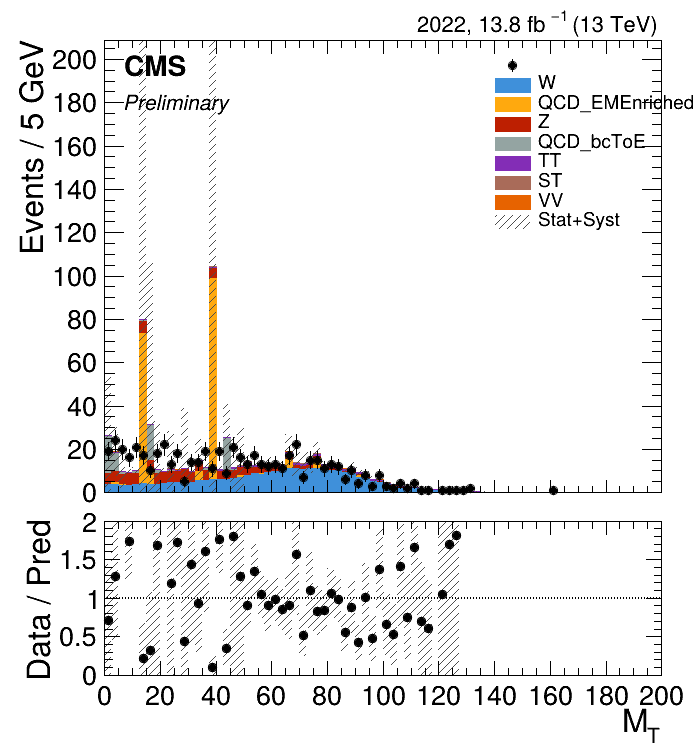 2022, 13.8 fb⁻¹ (13 TeV)
Events / 5 GeV
200
180
160
140
120
100
80
60
40
20
0
CMS
Preliminary
W
QCD_EMEnriched
Z
QCD_bcToE
TT
ST
VV
Stat+Syst
Data / Pred
2
1.5
1
0.5
0
0 20 40 60 80 100 120 140 160 180 200
M_T